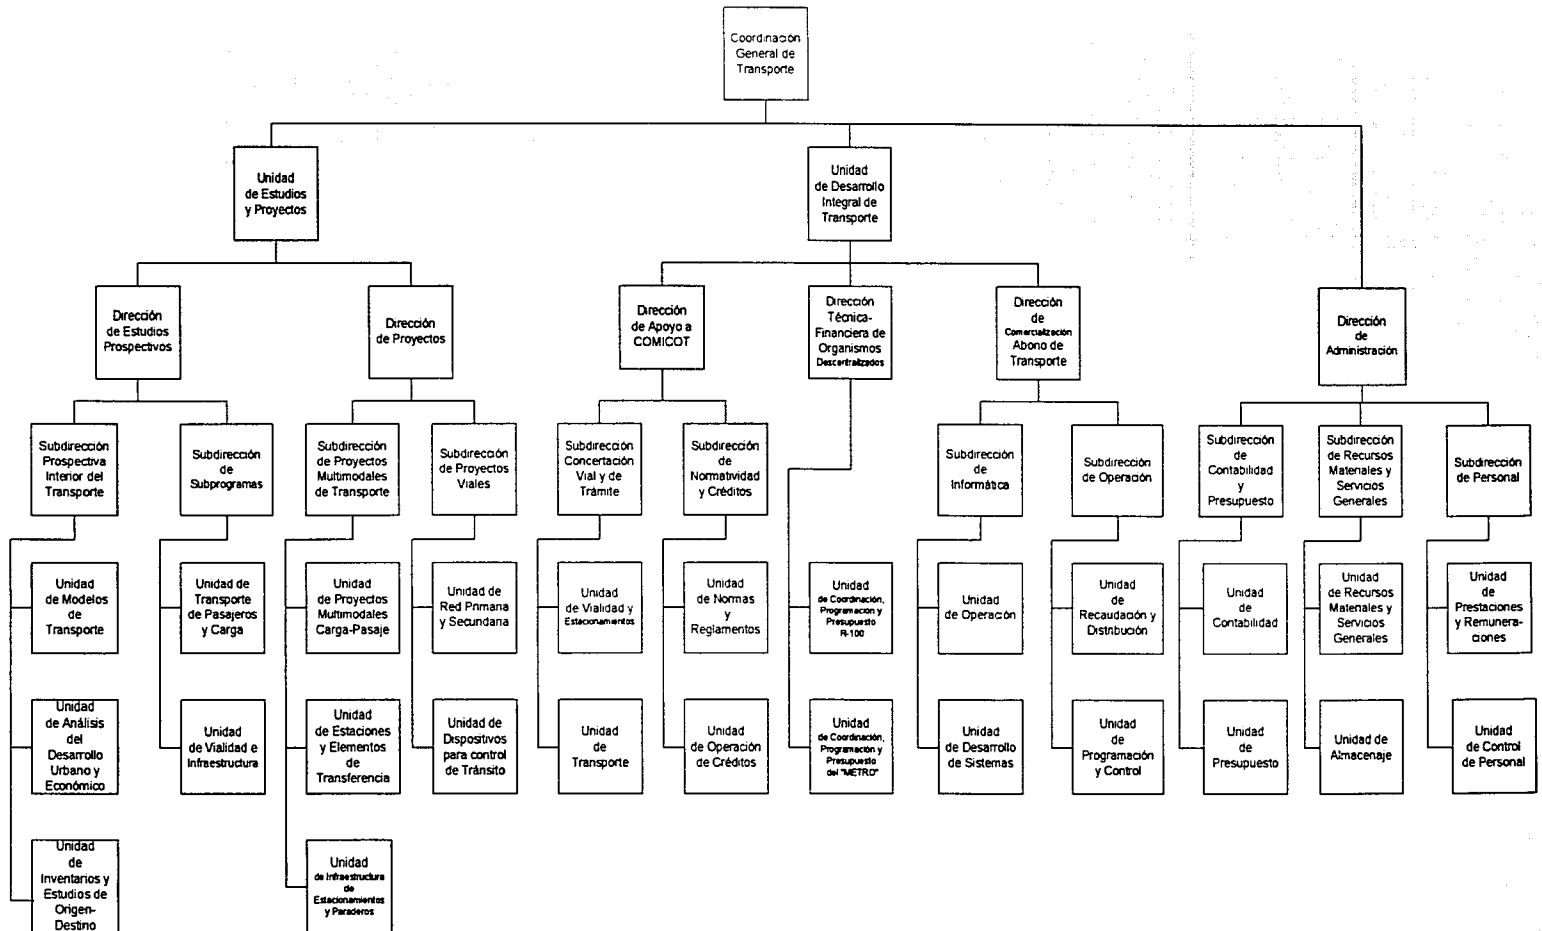 Coordinación
General de
Transporte
Unidad
de Estudios
y Proyectos
Unidad
de Desarrollo
Integral de
Transporte
Dirección
de Estudios
Prospectivos
Dirección
de Proyectos
Dirección
de Apoyo a
COMICOT
Dirección
Técnica-
Financiera de
Organismos
Descentralizados
Dirección
de
Comercialización
Abono de
Transporte
Dirección
de
Administración
Subdirección
Prospectiva
Interior del
Transporte
Subdirección
de
Subprogramas
Subdirección
de Proyectos
Multimodales
de Transporte
Subdirección
de Proyectos
Viales
Subdirección
Concertación
Vial y de
Trámite
Subdirección
de
Normatividad
y Créditos
Subdirección
de
Informática
Subdirección
de Operación
Subdirección
de
Contabilidad
y
Presupuesto
Subdirección
de Recursos
Materiales y
Servicios
Generales
Subdirección
de Personal
Unidad
de Modelos
de
Transporte
Unidad de
Transporte
de Pasajeros
y Carga
Unidad
de Proyectos
Multimodales
Carga-Pasaje
Unidad de
Red Primaria
y Secundaria
Unidad
de Vialidad y
Estacionamientos
Unidad
de Normas
y
Reglamentos
Unidad
de Coordinación,
Programación y
Presupuesto
R-100
Unidad
de Operación
Unidad
de
Recaudación y
Distribución
Unidad
de
Contabilidad
Unidad
de Recursos
Materiales y
Servicios
Generales
Unidad
de
Prestaciones
y Remunera-
ciones
Unidad
de Análisis
del
Desarrollo
Urbano y
Económico
Unidad
de Vialidad e
Infraestructura
Unidad
de Estaciones
y Elementos
de
Transferencia
Unidad de
Dispositivos
para control
de Tránsito
Unidad
de
Transporte
Unidad
de Operación
de Créditos
Unidad
de Coordinación,
Programación y
Presupuesto
del "METRO"
Unidad
de Desarrollo
de Sistemas
Unidad
de
Programación
y Control
Unidad
de
Presupuesto
Unidad de
Almacenaje
Unidad
de Control
de Personal
Unidad
de
Inventarios y
Estudios de
Origen-
Destino
Unidad
de Infraestructura
de
Estacionamientos
y Paraderos